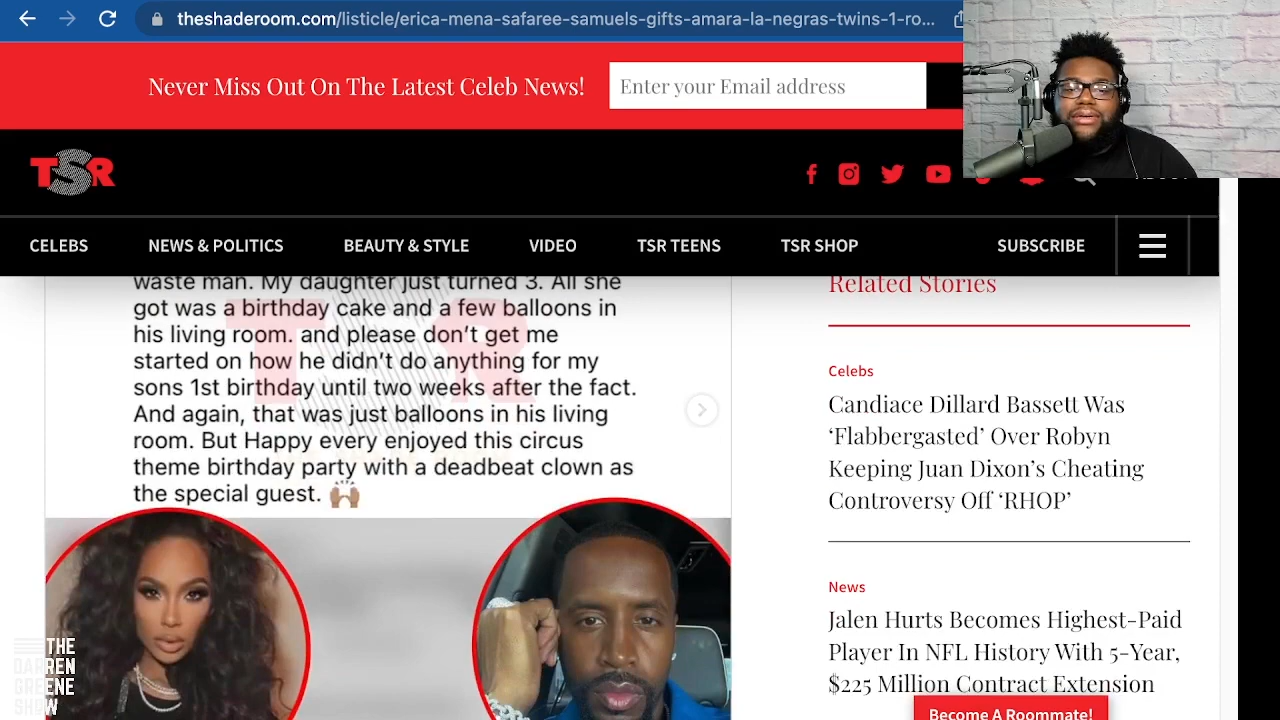 theshaderoom.com/listicle/erica-mena-safaree-samuels-gifts-amara-la-negras-twins-1-ro...
Never Miss Out On The Latest Celeb News!
Enter your Email address
TSR
CELEBS
NEWS & POLITICS
BEAUTY & STYLE
VIDEO
TSR TEENS
TSR SHOP
SUBSCRIBE
waste man. My daughter just turned 3. All she
got was a birthday cake and a few balloons in
his living room. and please don’t get me
started on how he didn’t do anything for my
sons 1st birthday until two weeks after the fact.
And again, that was just balloons in his living
room. But Happy every enjoyed this circus
theme birthday party with a deadbeat clown as
the special guest. 🙌🏽
TSR
Related Stories
Celebs
Candiace Dillard Bassett Was
‘Flabbergasted’ Over Robyn
Keeping Juan Dixon’s Cheating
Controversy Off ‘RHOP’
News
Jalen Hurts Becomes Highest-Paid
Player In NFL History With 5-Year,
$225 Million Contract Extension
Become A Roommate!
THE
DARREN
GREENE
SHOW